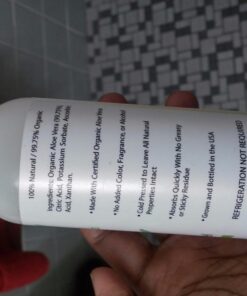 100% Natural / 99.75% Organic
Ingredients: Organic Aloe Vera (99.75%),
Citric Acid, Potassium Sorbate, Ascorbic
Acid, Xanthan.
• Made With Certified Organic Aloe Vera
• No Added Color, Fragrance, or Alcohol
• Cold Pressed to Leave All Natural
Properties Intact
• Absorbs Quickly With No Greasy
or Sticky Residue
• Grown and Bottled in the USA
REFRIGERATION NOT REQUIRED